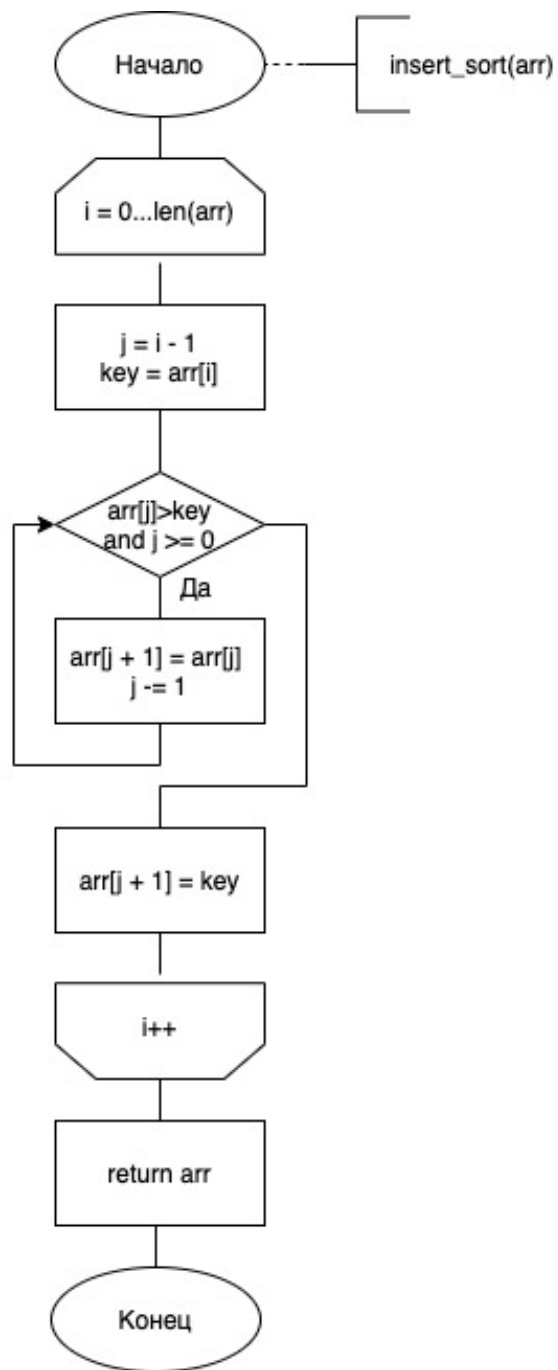 Начало
insert_sort(arr)
i = 0...len(arr)
j = i - 1
key = arr[i]
arr[j]>key
and j >= 0
Да
arr[j + 1] = arr[j]
j -= 1
arr[j + 1] = key
i++
return arr
Конец